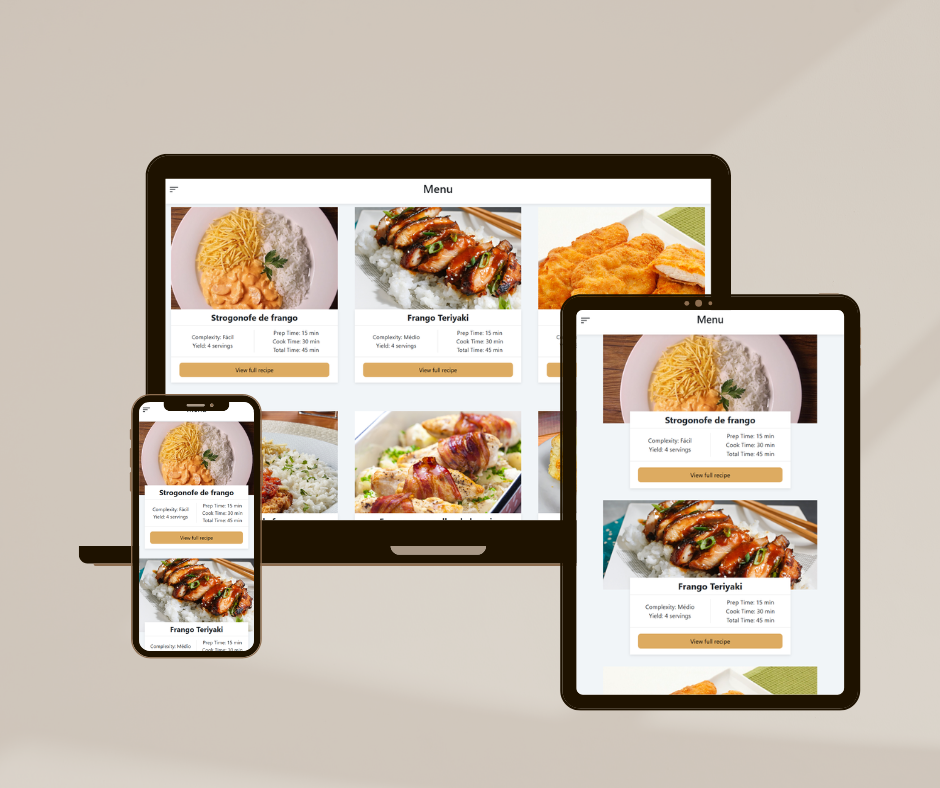 Menu
Strogonofe de frango
Complexity: Fácil
Yield: 4 servings
Prep Time: 15 min
Cook Time: 30 min
Total Time: 45 min
View full recipe
Frango Teriyaki
Complexity: Médio
Yield: 4 servings
Prep Time: 15 min
Cook Time: 30 min
Total Time: 45 min
View full recipe
Menu
Strogonofe de frango
Complexity: Fácil
Yield: 4 servings
Prep Time: 15 min
Cook Time: 30 min
Total Time: 45 min
View full recipe
Frango Teriyaki
Complexity: Médio
Yield: 4 servings
Prep Time: 15 min
Cook Time: 30 min
Total Time: 45 min
View full recipe
Strogonofe de frango
Complexity: Fácil
Yield: 4 servings
Prep Time: 15 min
Cook Time: 30 min
Total Time: 45 min
View full recipe
Frango Teriyaki
Complexity: Médio
Prep Time: 15 min
Cook Time: 30 min